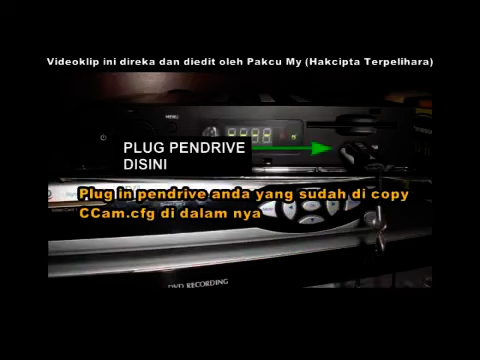 Videoklip ini direka dan diedit oleh Pakcu My (Hakcipta Terpelihara)
MENU
PLUG PENDRIVE
DISINI
Plug in pendrive anda yang sudah di copy
CCam.cfg di dalam nya
DVD RECORDING